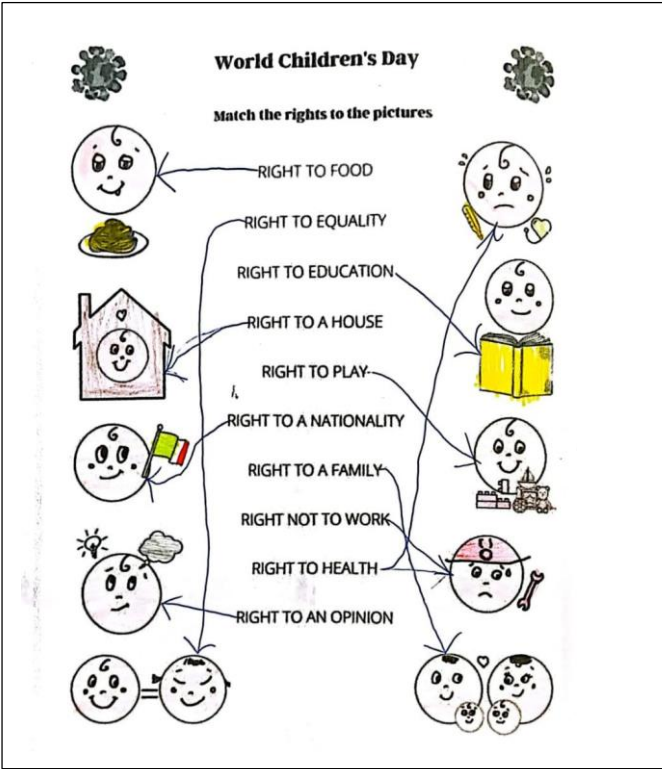 World Children's Day
Match the rights to the pictures
RIGHT TO FOOD
RIGHT TO EQUALITY
RIGHT TO EDUCATION
RIGHT TO A HOUSE
RIGHT TO PLAY
RIGHT TO A NATIONALITY
RIGHT TO A FAMILY
RIGHT NOT TO WORK
RIGHT TO HEALTH
RIGHT TO AN OPINION